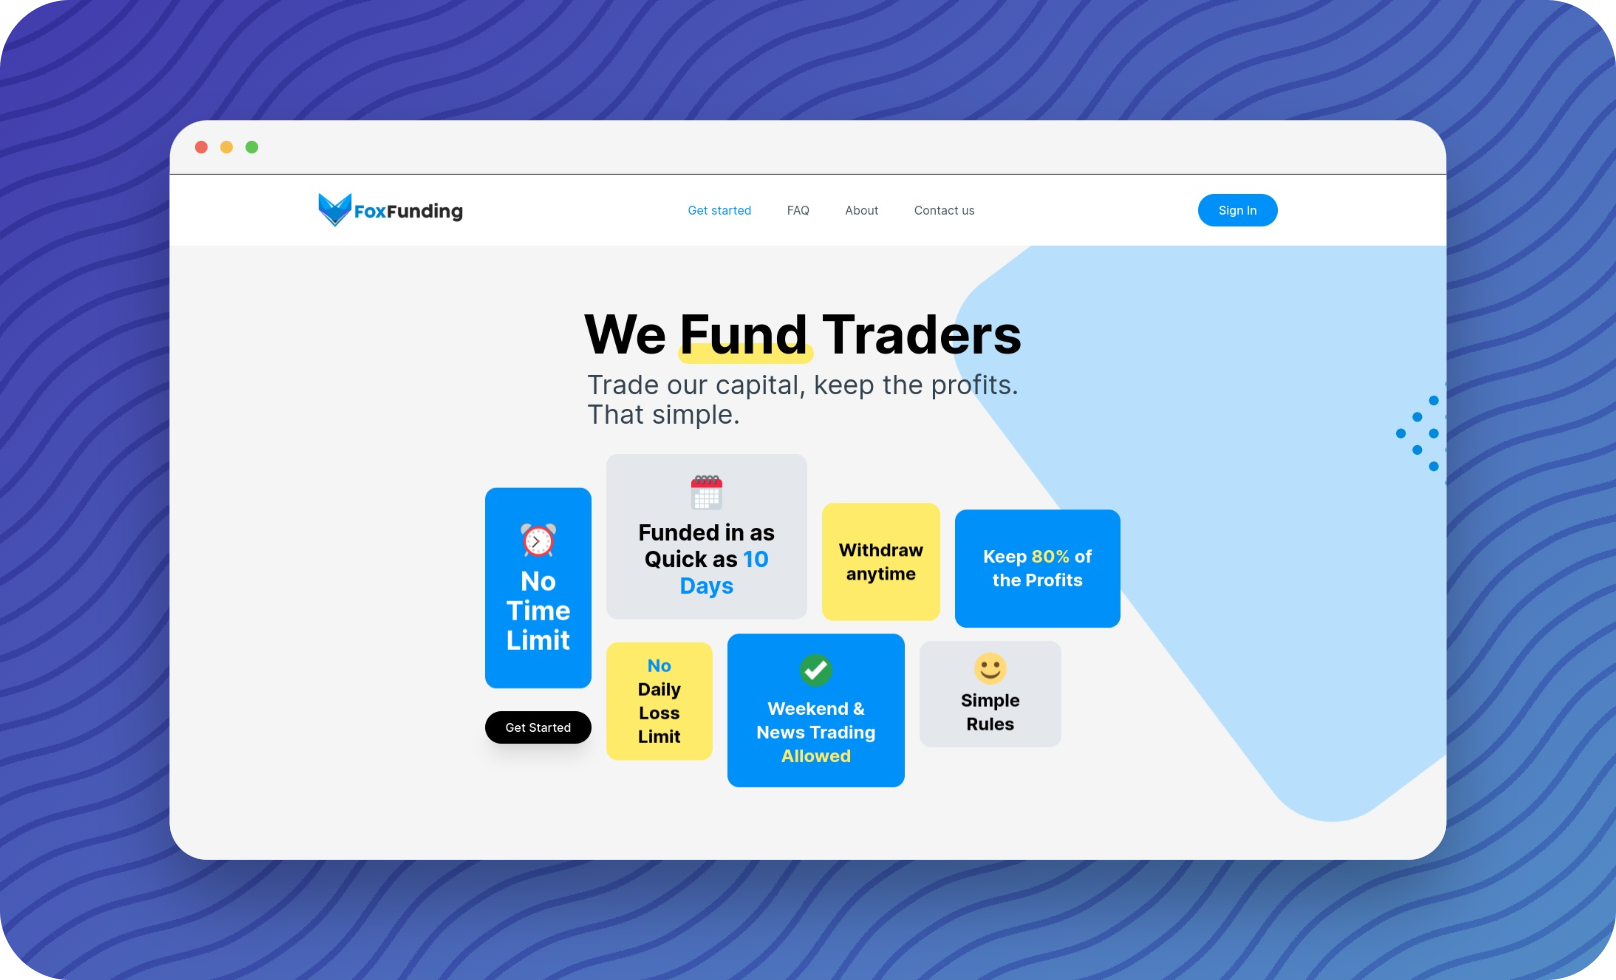 FoxFunding
Get started
FAQ
About
Contact us
Sign In
We Fund Traders
Trade our capital, keep the profits.
That simple.
No
Time
Limit
Get Started
Funded in as
Quick as 10
Days
Withdraw
anytime
Keep 80% of
the Profits
No
Daily
Loss
Limit
Weekend &
News Trading
Allowed
Simple
Rules